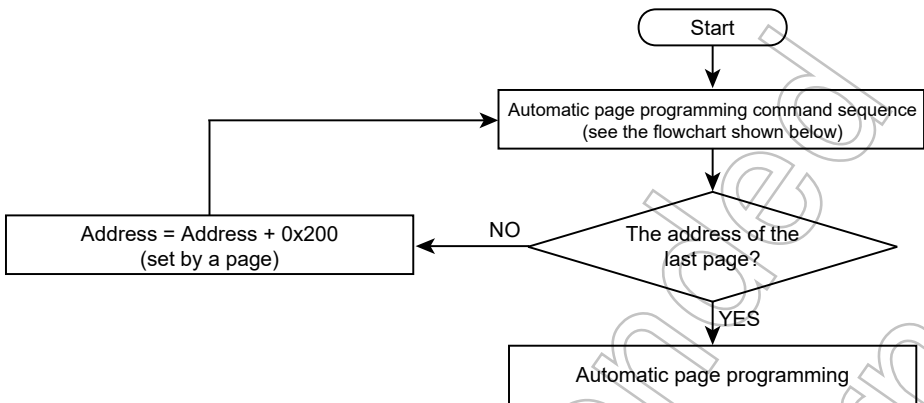 Start
Automatic page programming command sequence
(see the flowchart shown below)
Address = Address + 0x200
(set by a page)
NO
The address of the
last page?
YES
Automatic page programming